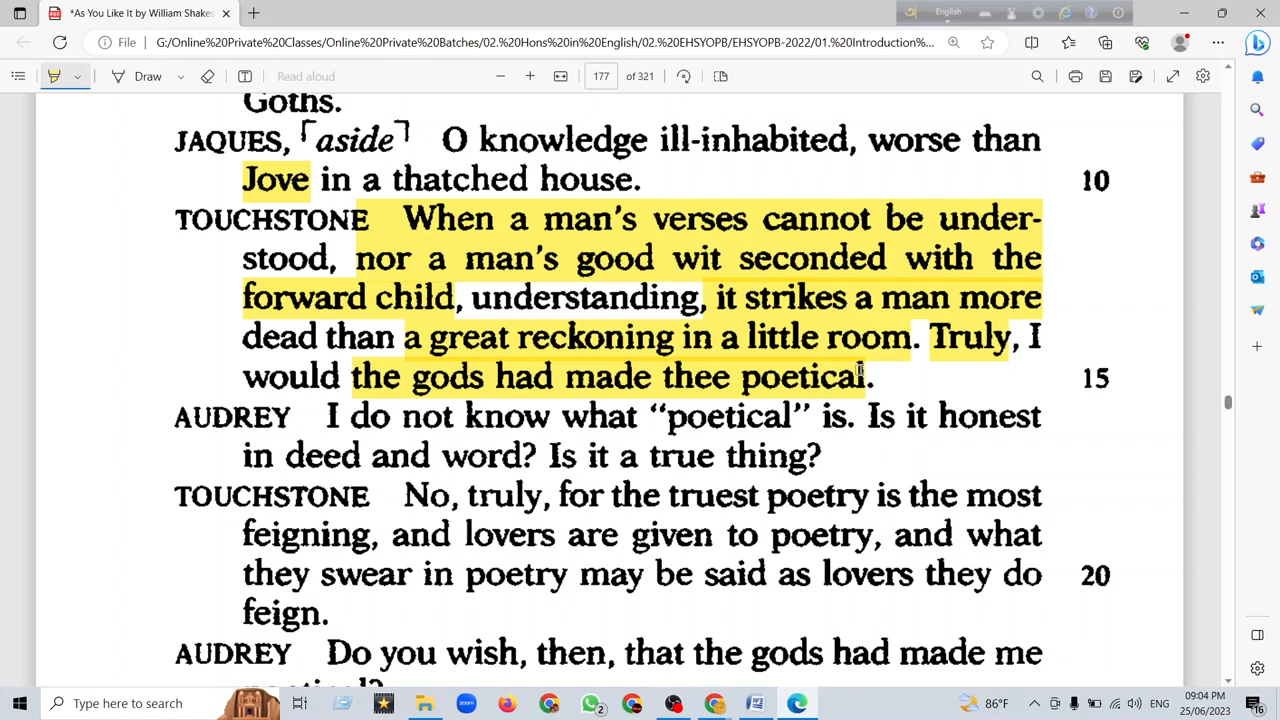 *As You Like It by William Shakes
English
File
G:/Online%20Private%20Classes/Online%20Private%20Batches/02.%20Hons%20in%20English/02.%20EHSYOPB/EHSYOPB-2022/01.%20Introduction%...
Draw
Read aloud
177 of 321
Goths.
JAQUES, ⌜aside⌝ O knowledge ill-inhabited, worse than
Jove in a thatched house. 10
TOUCHSTONE When a man's verses cannot be under-
stood, nor a man's good wit seconded with the
forward child, understanding, it strikes a man more
dead than a great reckoning in a little room. Truly, I
would the gods had made thee poetical. 15
AUDREY I do not know what “poetical” is. Is it honest
in deed and word? Is it a true thing?
TOUCHSTONE No, truly, for the truest poetry is the most
feigning, and lovers are given to poetry, and what
they swear in poetry may be said as lovers they do 20
feign.
AUDREY Do you wish, then, that the gods had made me
poetical?
Type here to search
86°F
ENG
09:04 PM
25/06/2023
16